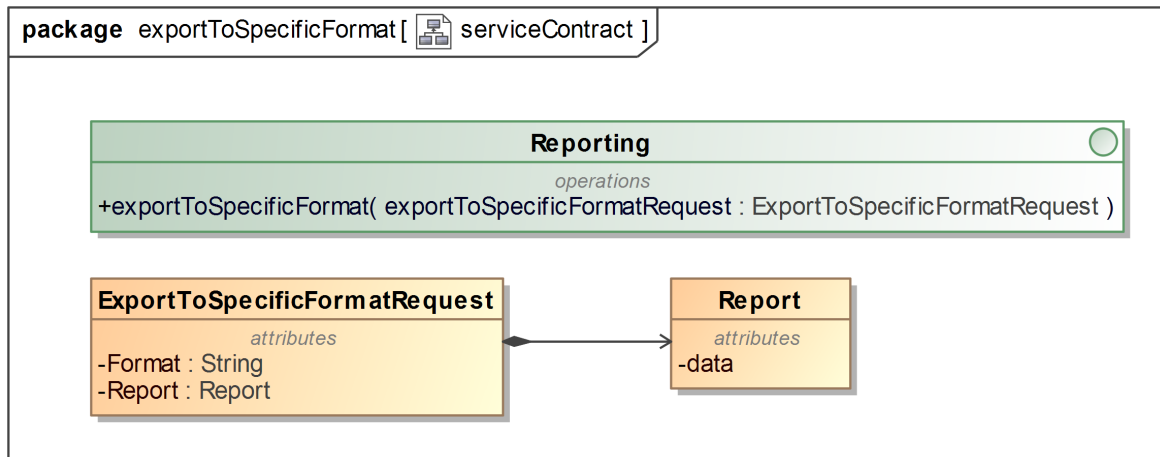 package exportToSpecificFormat[ serviceContract ]
Reporting
operations
+exportToSpecificFormat( exportToSpecificFormatRequest : ExportToSpecificFormatRequest )
ExportToSpecificFormatRequest
attributes
-Format : String
-Report : Report
Report
attributes
-data